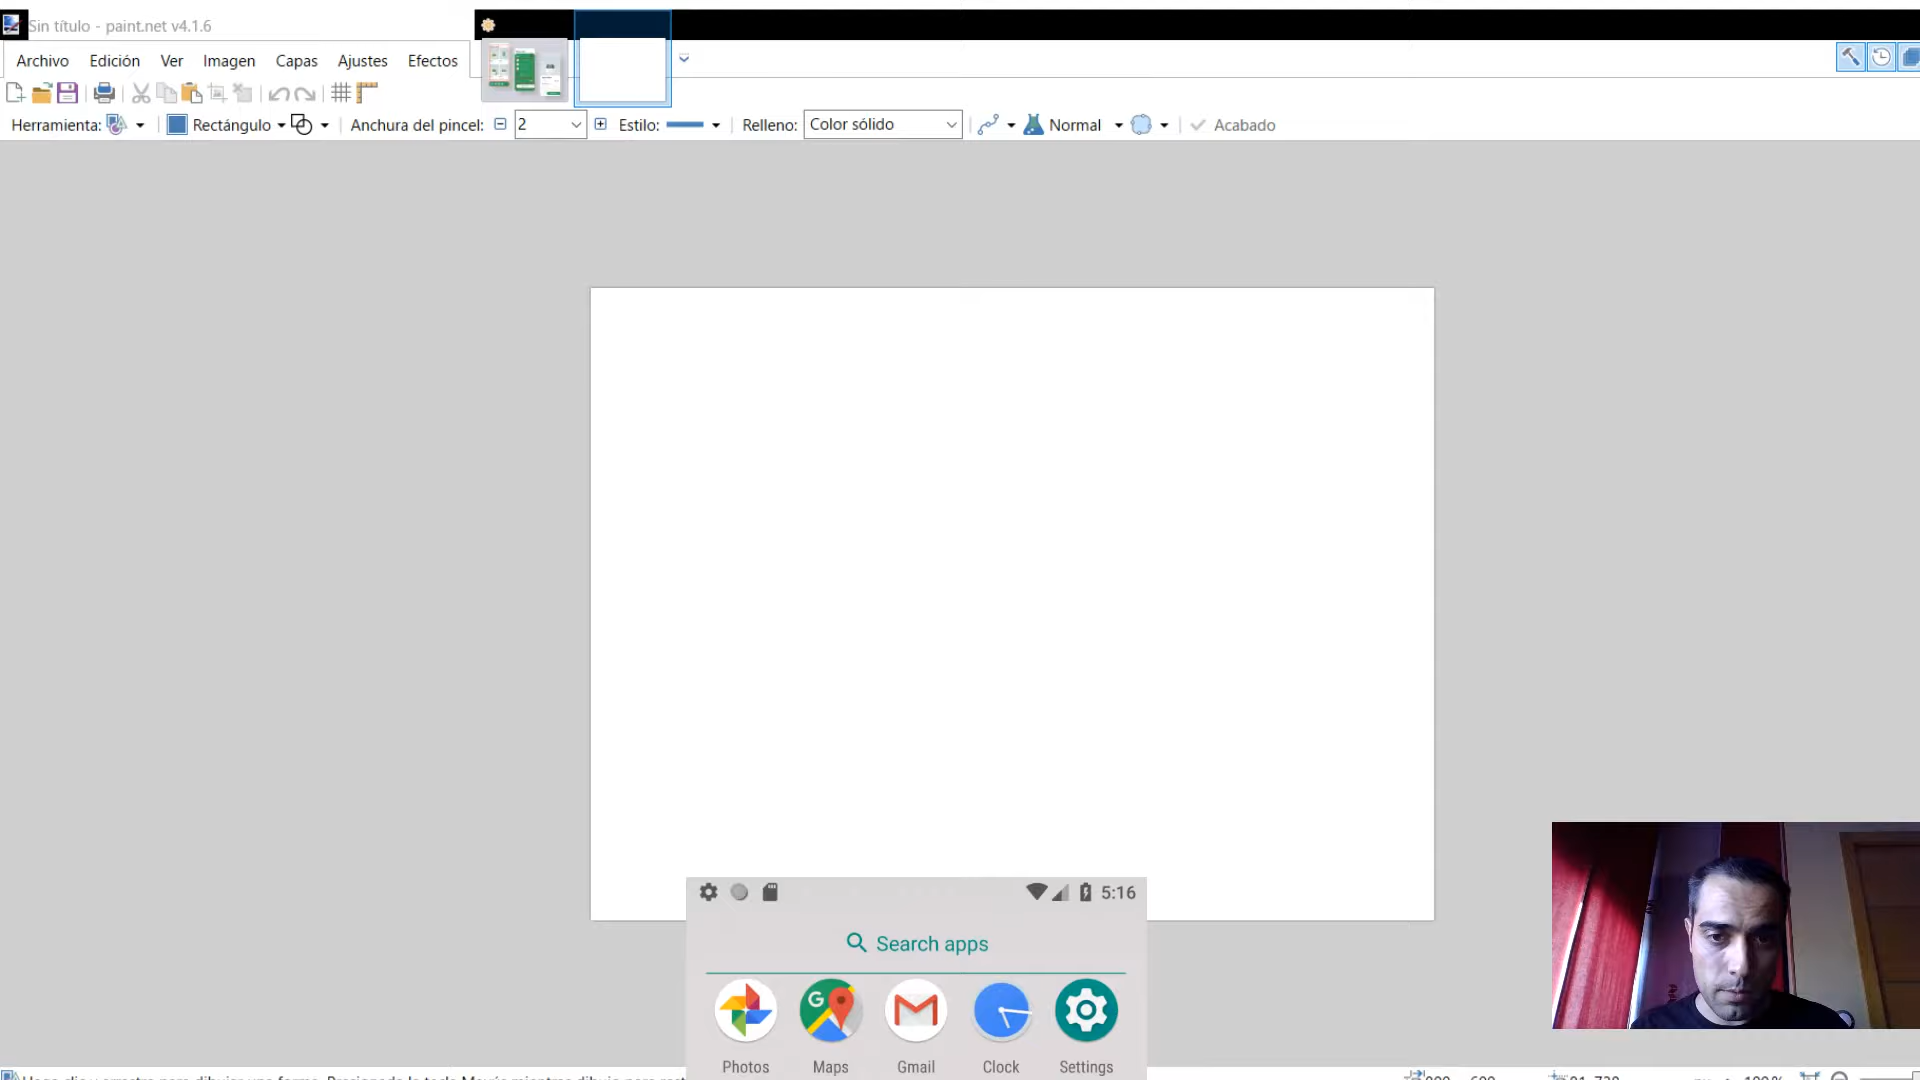 Sin título - paint.net v4.1.6
Archivo Edición Ver Imagen Capas Ajustes Efectos
Herramienta: Rectángulo Anchura del pincel: 2 Estilo: Relleno: Color sólido Normal Acabado
5:16
Search apps
Photos Maps Gmail Clock Settings